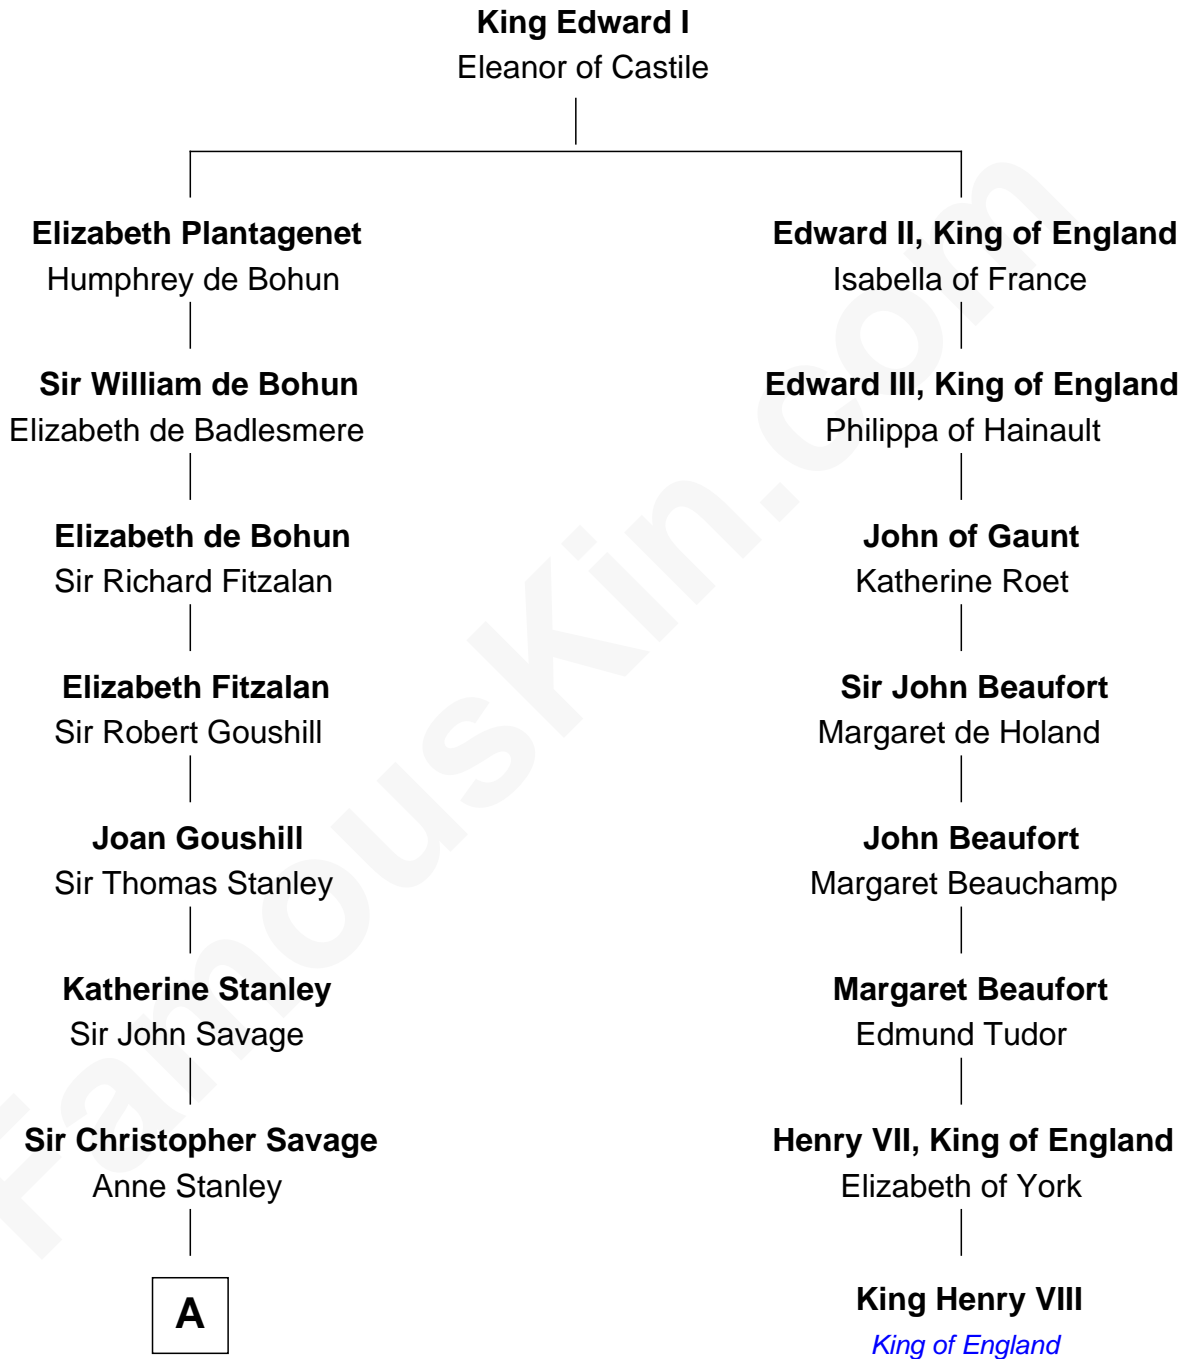 King Edward I
Eleanor of Castile
Elizabeth Plantagenet
Humphrey de Bohun
Edward II, King of England
Isabella of France
Sir William de Bohun
Elizabeth de Badlesmere
Edward III, King of England
Philippa of Hainault
Elizabeth de Bohun
Sir Richard Fitzalan
John of Gaunt
Katherine Roet
Elizabeth Fitzalan
Sir Robert Goushill
Sir John Beaufort
Margaret de Holand
Joan Goushill
Sir Thomas Stanley
John Beaufort
Margaret Beauchamp
Katherine Stanley
Sir John Savage
Margaret Beaufort
Edmund Tudor
Sir Christopher Savage
Anne Stanley
Henry VII, King of England
Elizabeth of York
A
King Henry VIII
King of England
FamousKin.com